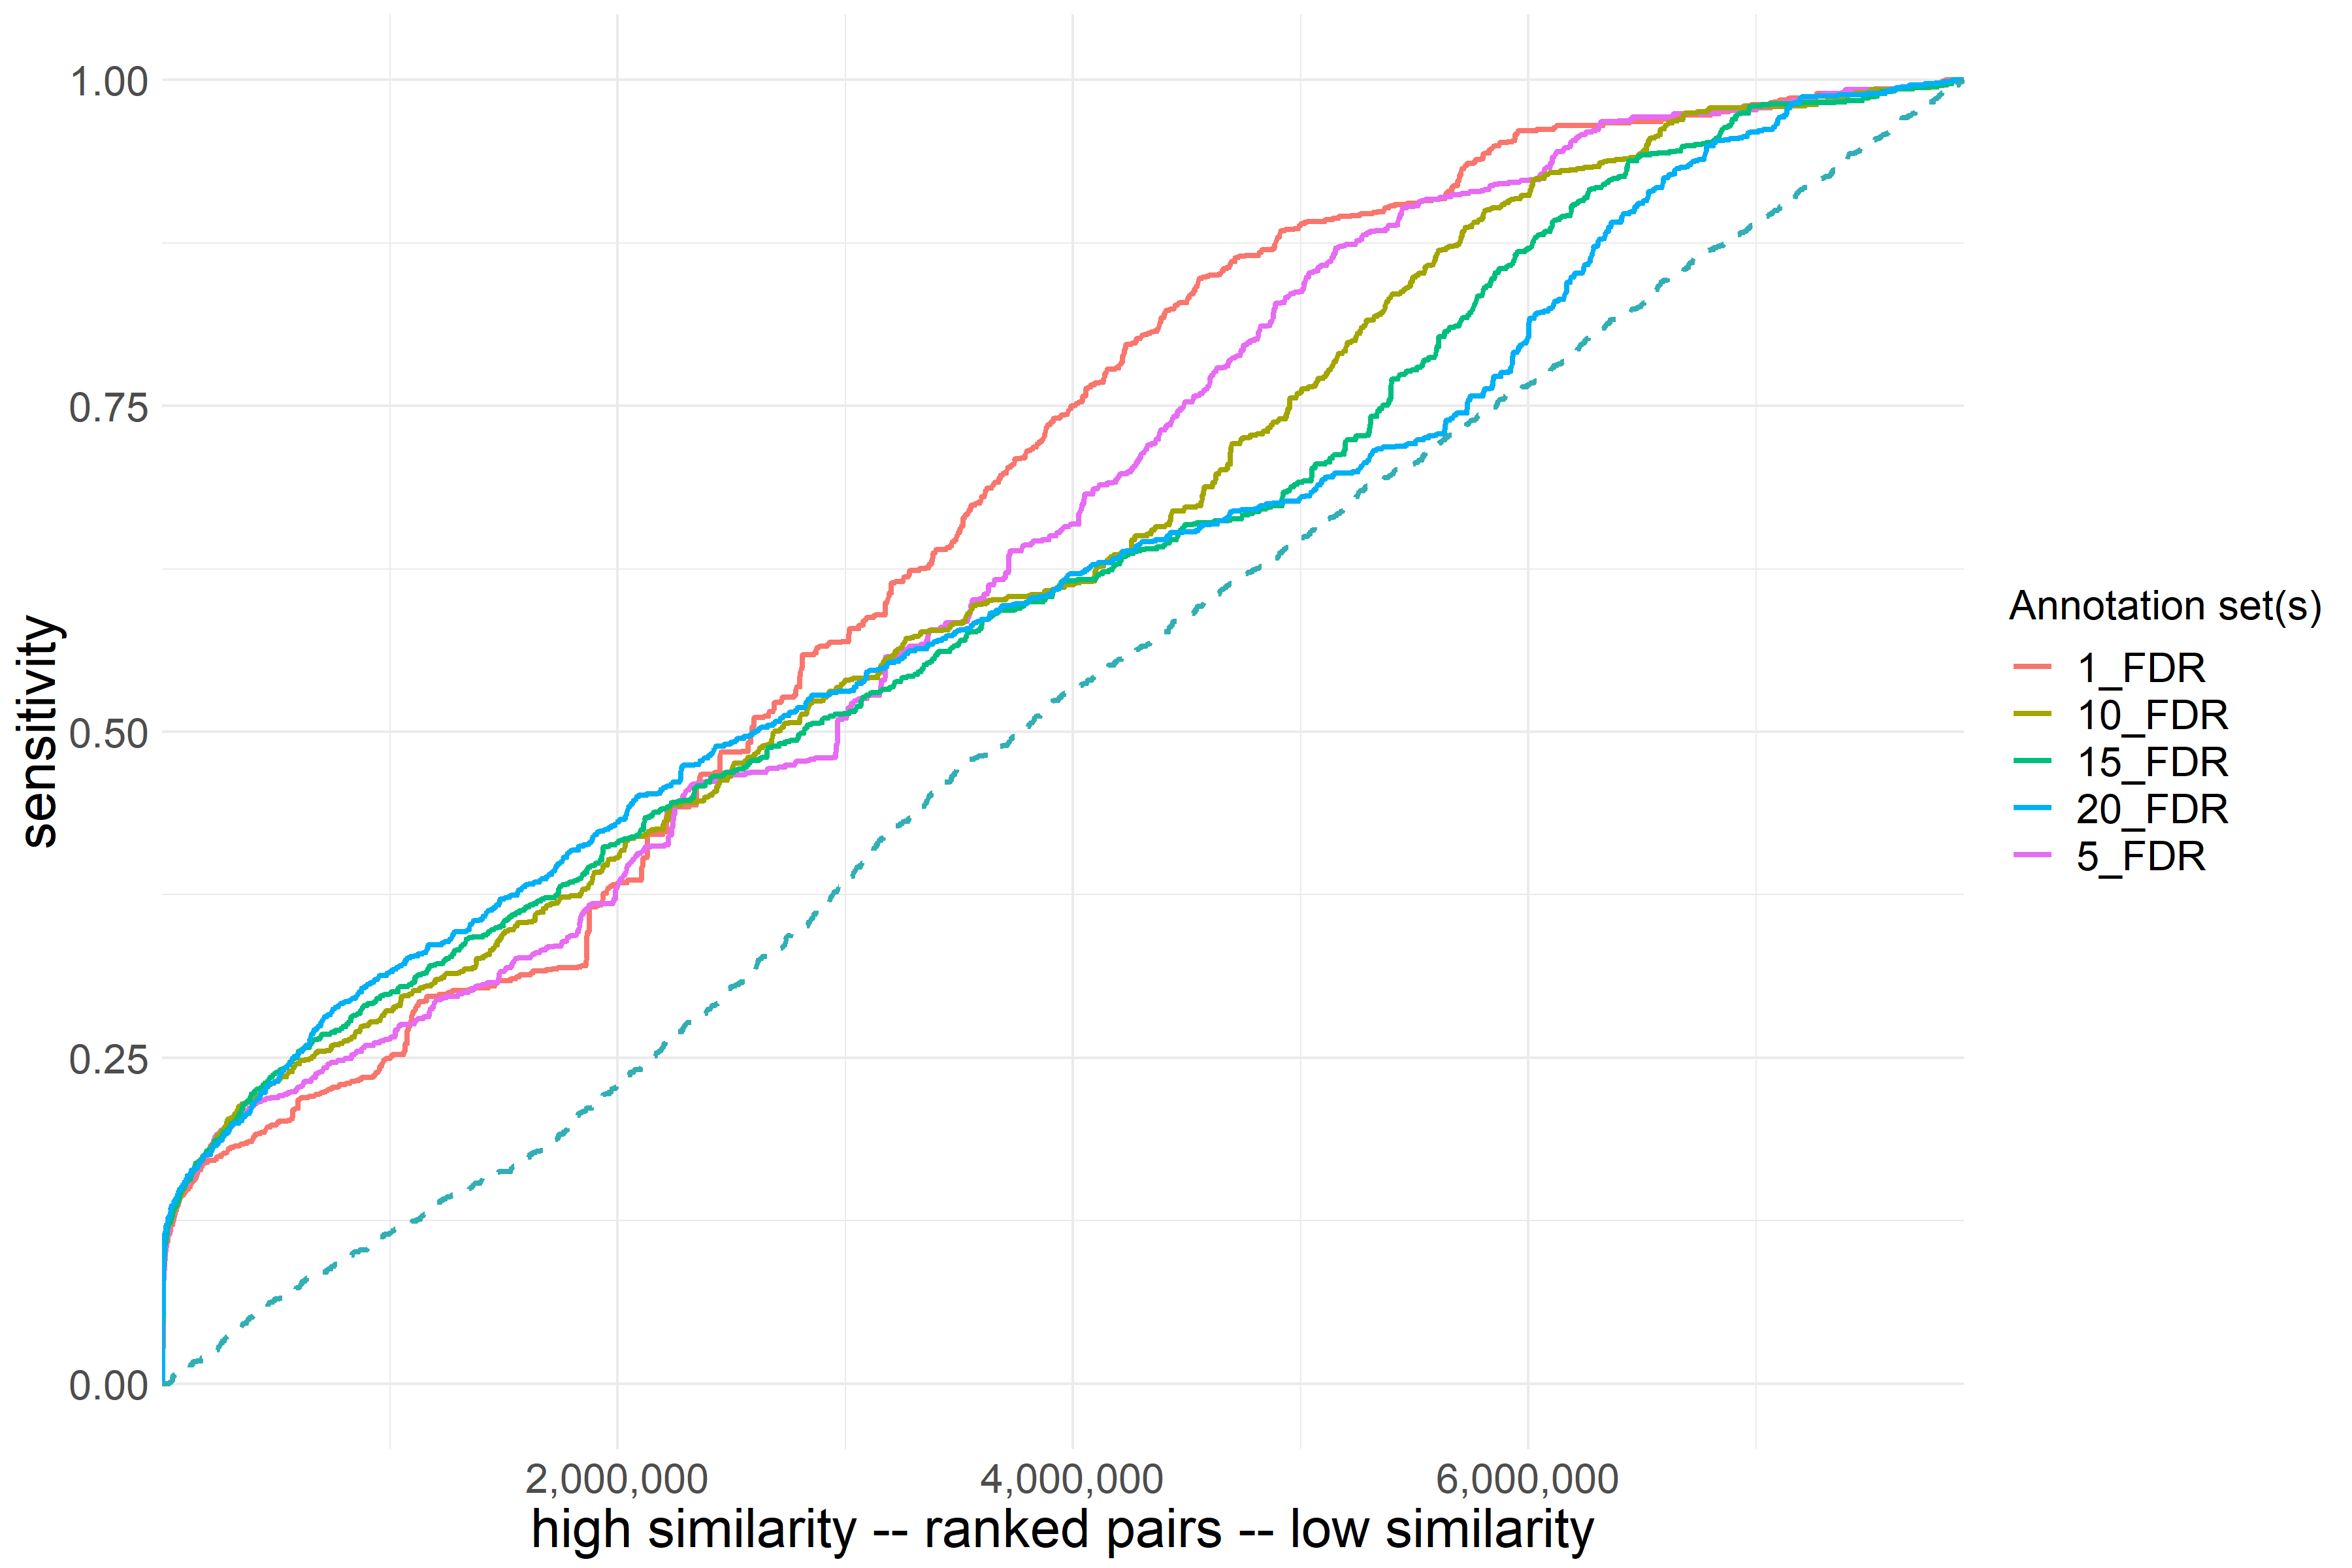 1.00
0.75
0.50
0.25
0.00
sensitivity
2,000,000 4,000,000 6,000,000
high similarity -- ranked pairs -- low similarity
Annotation set(s)
1_FDR
10_FDR
15_FDR
20_FDR
5_FDR